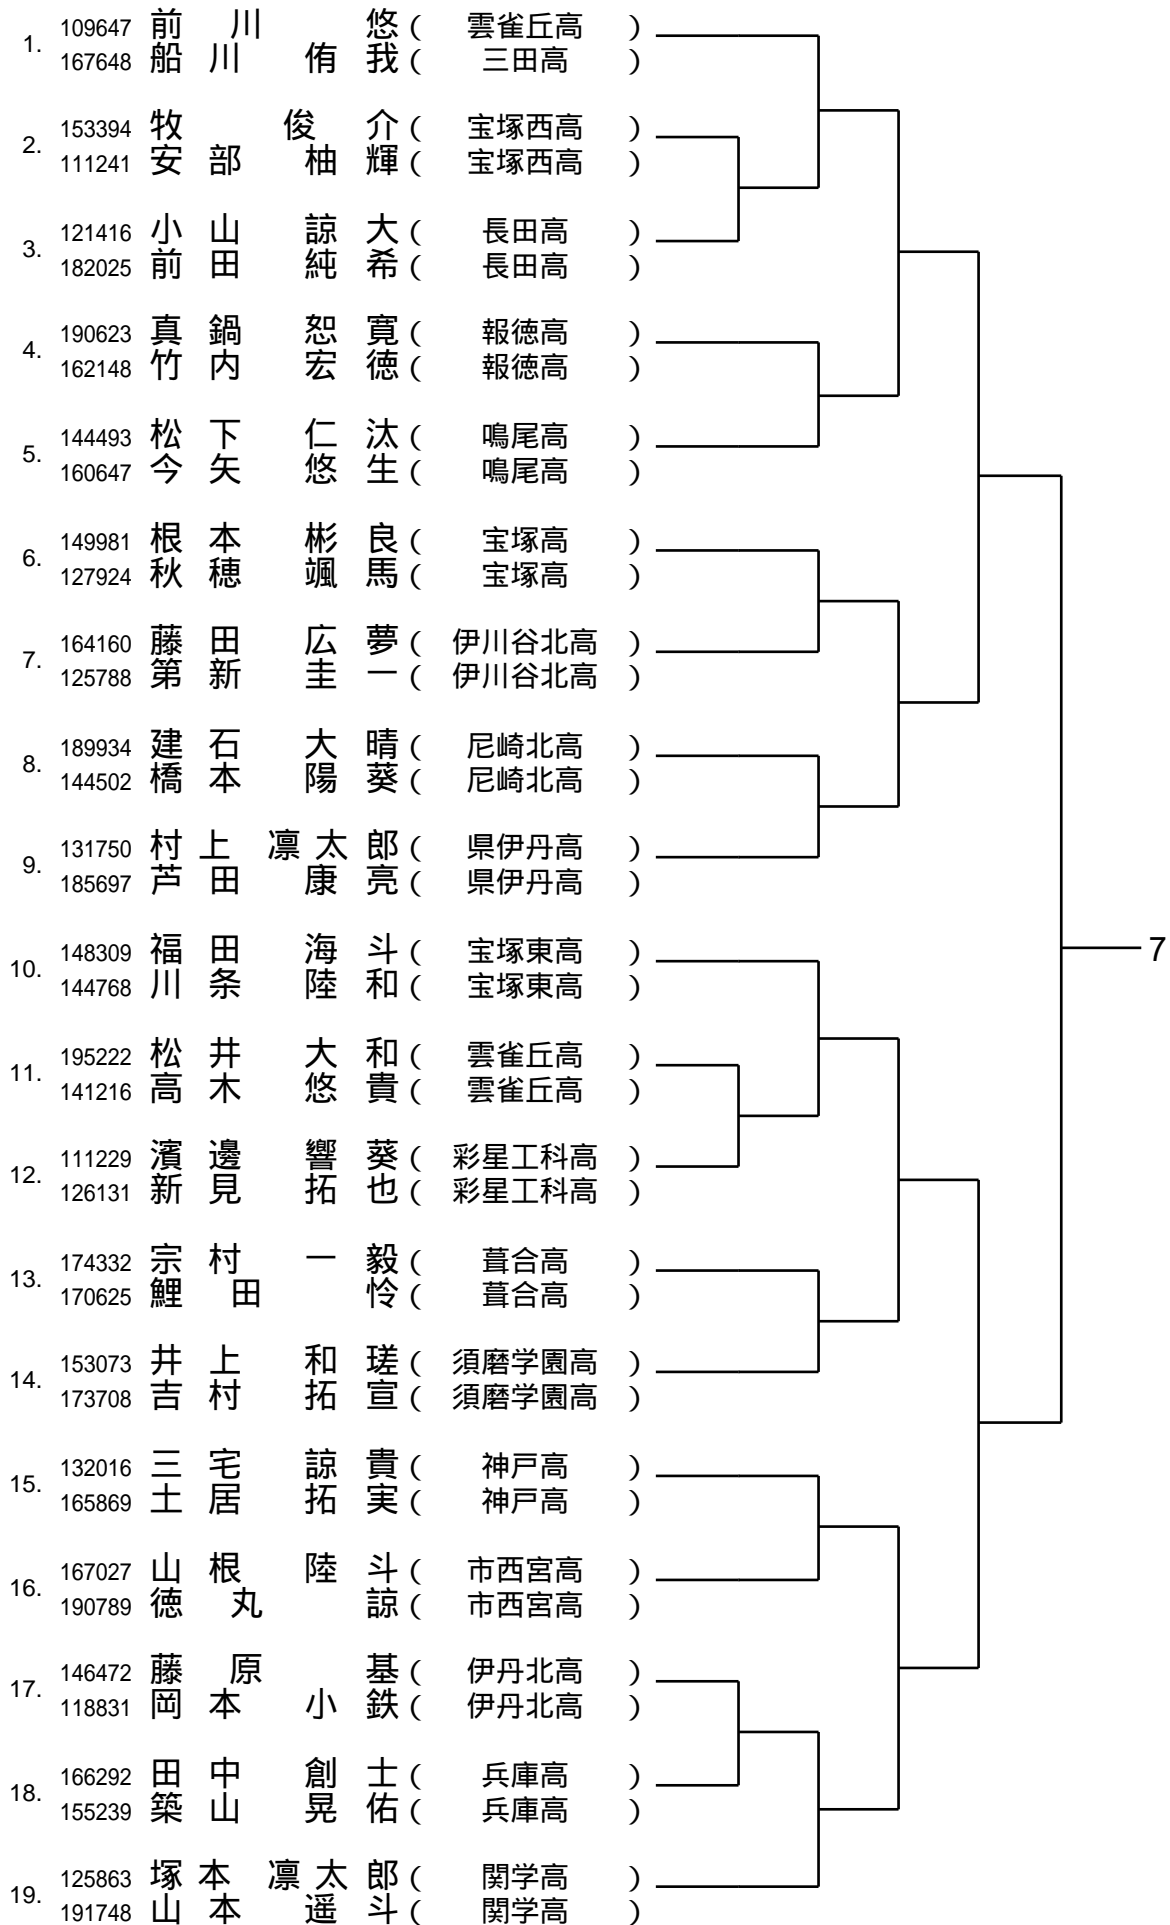 1. 109647 前川 悠 ( 雲雀丘高 )
167648 船川 侑我 ( 三田高 )
2. 153394 牧 俊介 ( 宝塚西高 )
111241 安部 柚輝 ( 宝塚西高 )
3. 121416 小山 諒大 ( 長田高 )
182025 前田 純希 ( 長田高 )
4. 190623 真鍋 恕寛 ( 報徳高 )
162148 竹内 宏徳 ( 報徳高 )
5. 144493 松下 仁汰 ( 鳴尾高 )
160647 今矢 悠生 ( 鳴尾高 )
6. 149981 根本 彬良 ( 宝塚高 )
127924 秋穂 颯馬 ( 宝塚高 )
7. 164160 藤田 広夢 ( 伊川谷北高 )
125788 第新 圭一 ( 伊川谷北高 )
8. 189934 建石 大晴 ( 尼崎北高 )
144502 橋本 陽葵 ( 尼崎北高 )
9. 131750 村上 凛太郎 ( 県伊丹高 )
185697 芦田 康亮 ( 県伊丹高 )
7
10. 148309 福田 海斗 ( 宝塚東高 )
144768 川条 陸和 ( 宝塚東高 )
11. 195222 松井 大和 ( 雲雀丘高 )
141216 高木 悠貴 ( 雲雀丘高 )
12. 111229 濱邊 響葵 ( 彩星工科高 )
126131 新見 拓也 ( 彩星工科高 )
13. 174332 宗村 一毅 ( 葺合高 )
170625 鯉田 怜 ( 葺合高 )
14. 153073 井上 和瑳 ( 須磨学園高 )
173708 吉村 拓宣 ( 須磨学園高 )
15. 132016 三宅 諒貴 ( 神戸高 )
165869 土居 拓実 ( 神戸高 )
16. 167027 山根 陸斗 ( 市西宮高 )
190789 徳丸 諒 ( 市西宮高 )
17. 146472 藤原 基 ( 伊丹北高 )
118831 岡本 小鉄 ( 伊丹北高 )
18. 166292 田中 創士 ( 兵庫高 )
155239 築山 晃佑 ( 兵庫高 )
19. 125863 塚本 凛太郎 ( 関学高 )
191748 山本 遥斗 ( 関学高 )